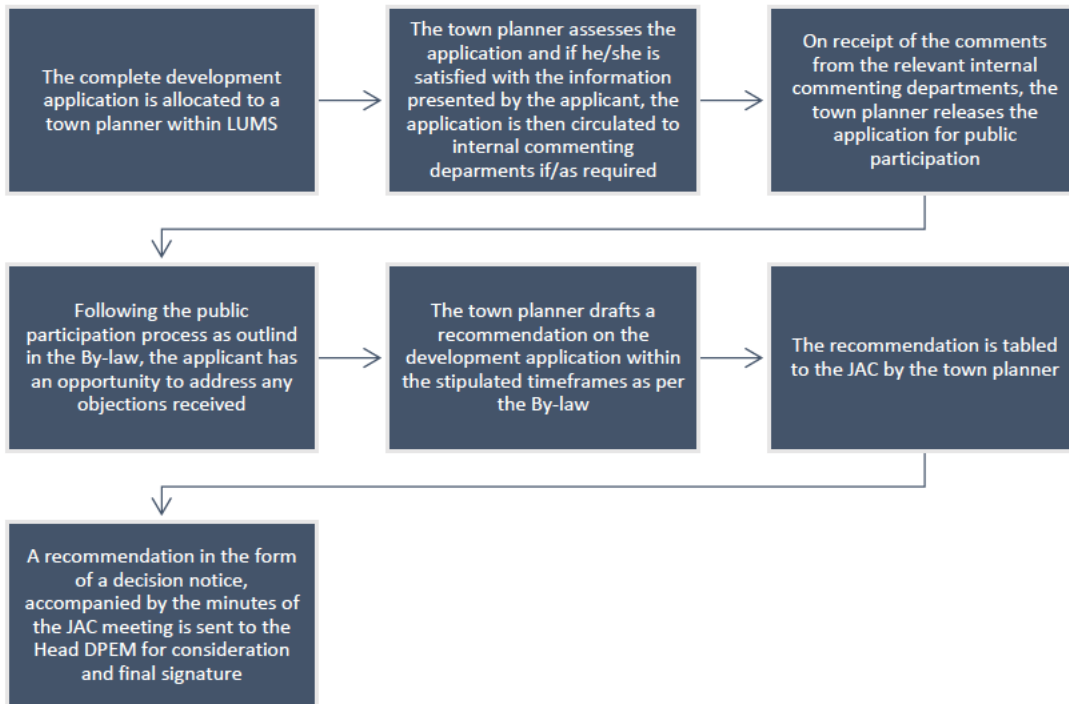 The complete development
application is allocated to a
town planner within LUMS
The town planner assesses the
application and if he/she is
satisfied with the information
presented by the applicant, the
application is then circulated to
internal commenting
deparments if/as required
On receipt of the comments
from the relevant internal
commenting departments, the
town planner releases the
application for public
participation
Following the public
participation process as outlind
in the By-law, the applicant has
an opportunity to address any
objections received
The town planner drafts a
recommendation on the
development application within
the stipulated timeframes as per
the By-law
The recommendation is tabled
to the JAC by the town planner
A recommendation in the form
of a decision notice,
accompanied by the minutes of
the JAC meeting is sent to the
Head DPEM for consideration
and final signature